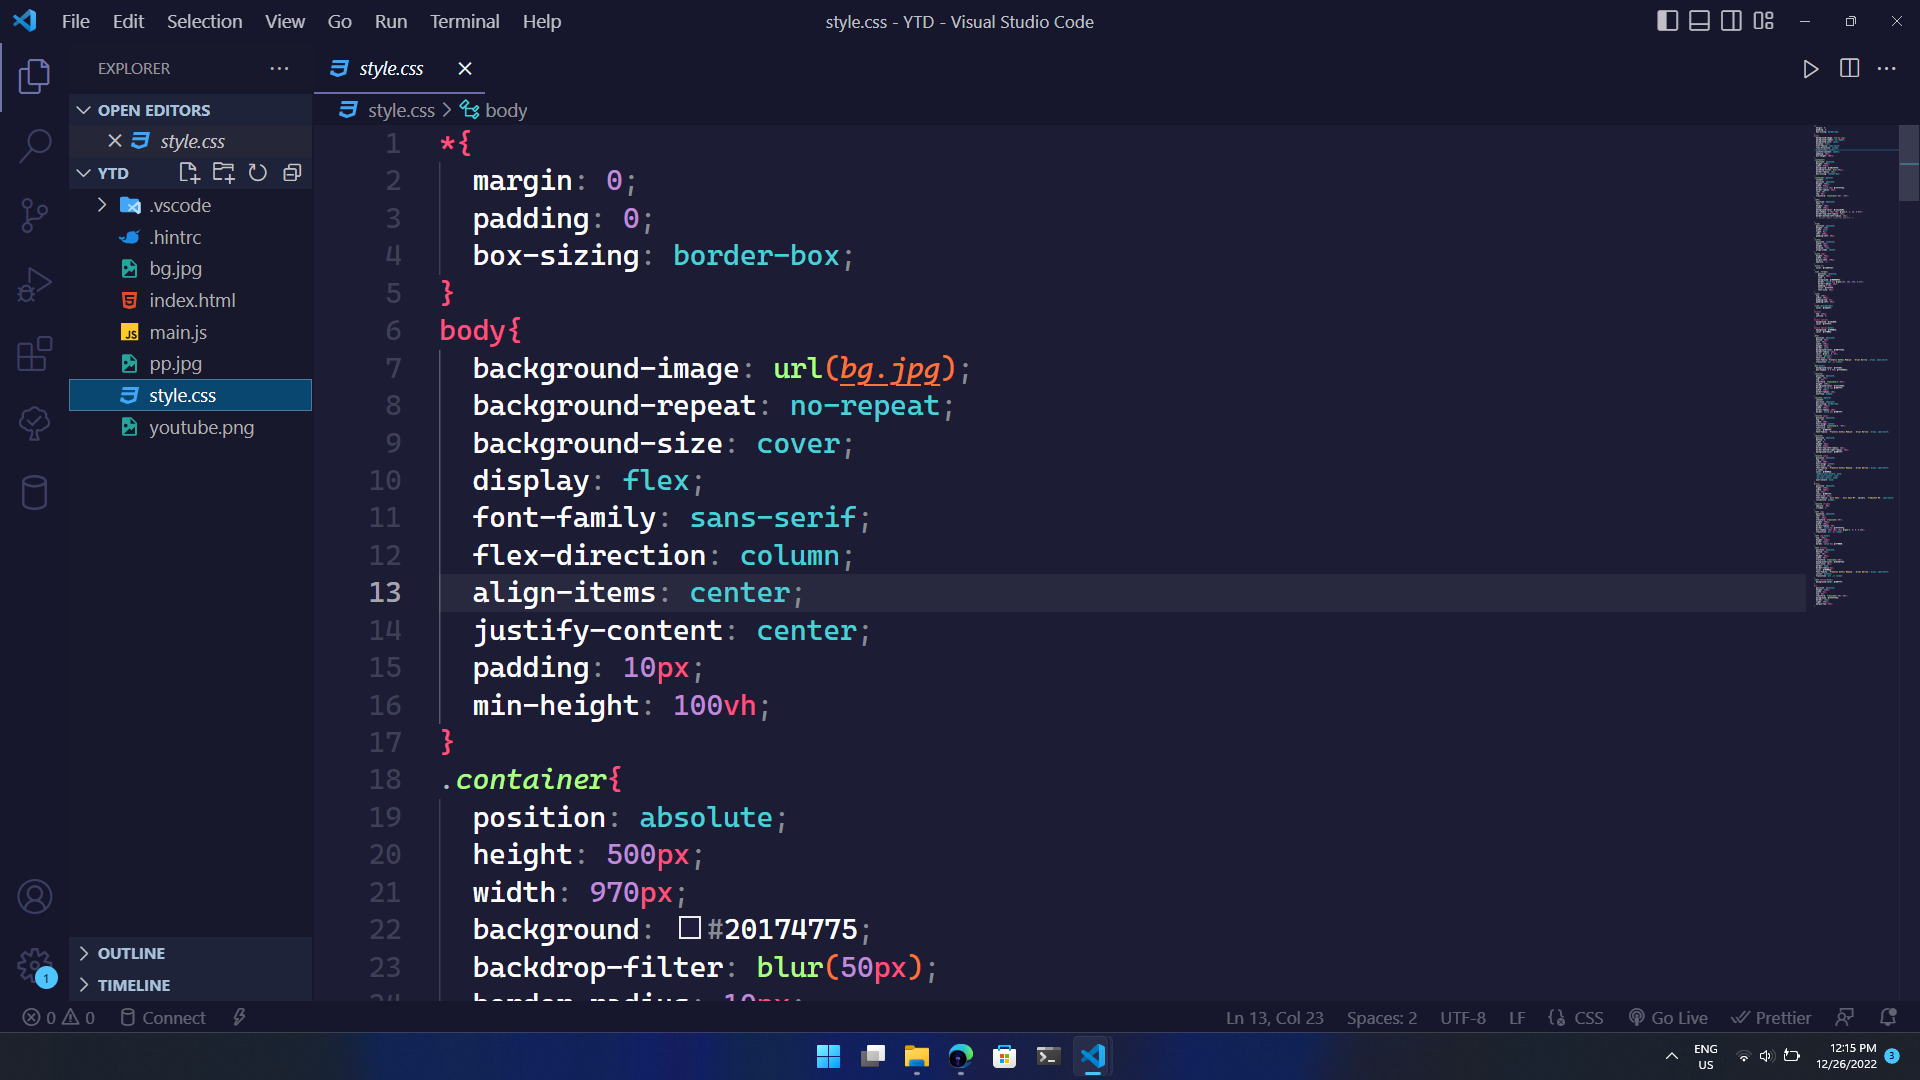 File Edit Selection View Go Run Terminal Help
style.css - YTD - Visual Studio Code
EXPLORER
style.css
OPEN EDITORS
style.css
YTD
.vscode
.hintrc
bg.jpg
index.html
main.js
pp.jpg
style.css
youtube.png
OUTLINE
TIMELINE
1
style.css > body
1 *{
2 margin: 0;
3 padding: 0;
4 box-sizing: border-box;
5 }
6 body{
7 background-image: url(bg.jpg);
8 background-repeat: no-repeat;
9 background-size: cover;
10 display: flex;
11 font-family: sans-serif;
12 flex-direction: column;
13 align-items: center;
14 justify-content: center;
15 padding: 10px;
16 min-height: 100vh;
17 }
18 .container{
19 position: absolute;
20 height: 500px;
21 width: 970px;
22 background: #20174775;
23 backdrop-filter: blur(50px);
24 border-radius: 10px;
0 0 Connect
Ln 13, Col 23 Spaces: 2 UTF-8 LF CSS Go Live Prettier
ENG
US
12:15 PM
12/26/2022
3